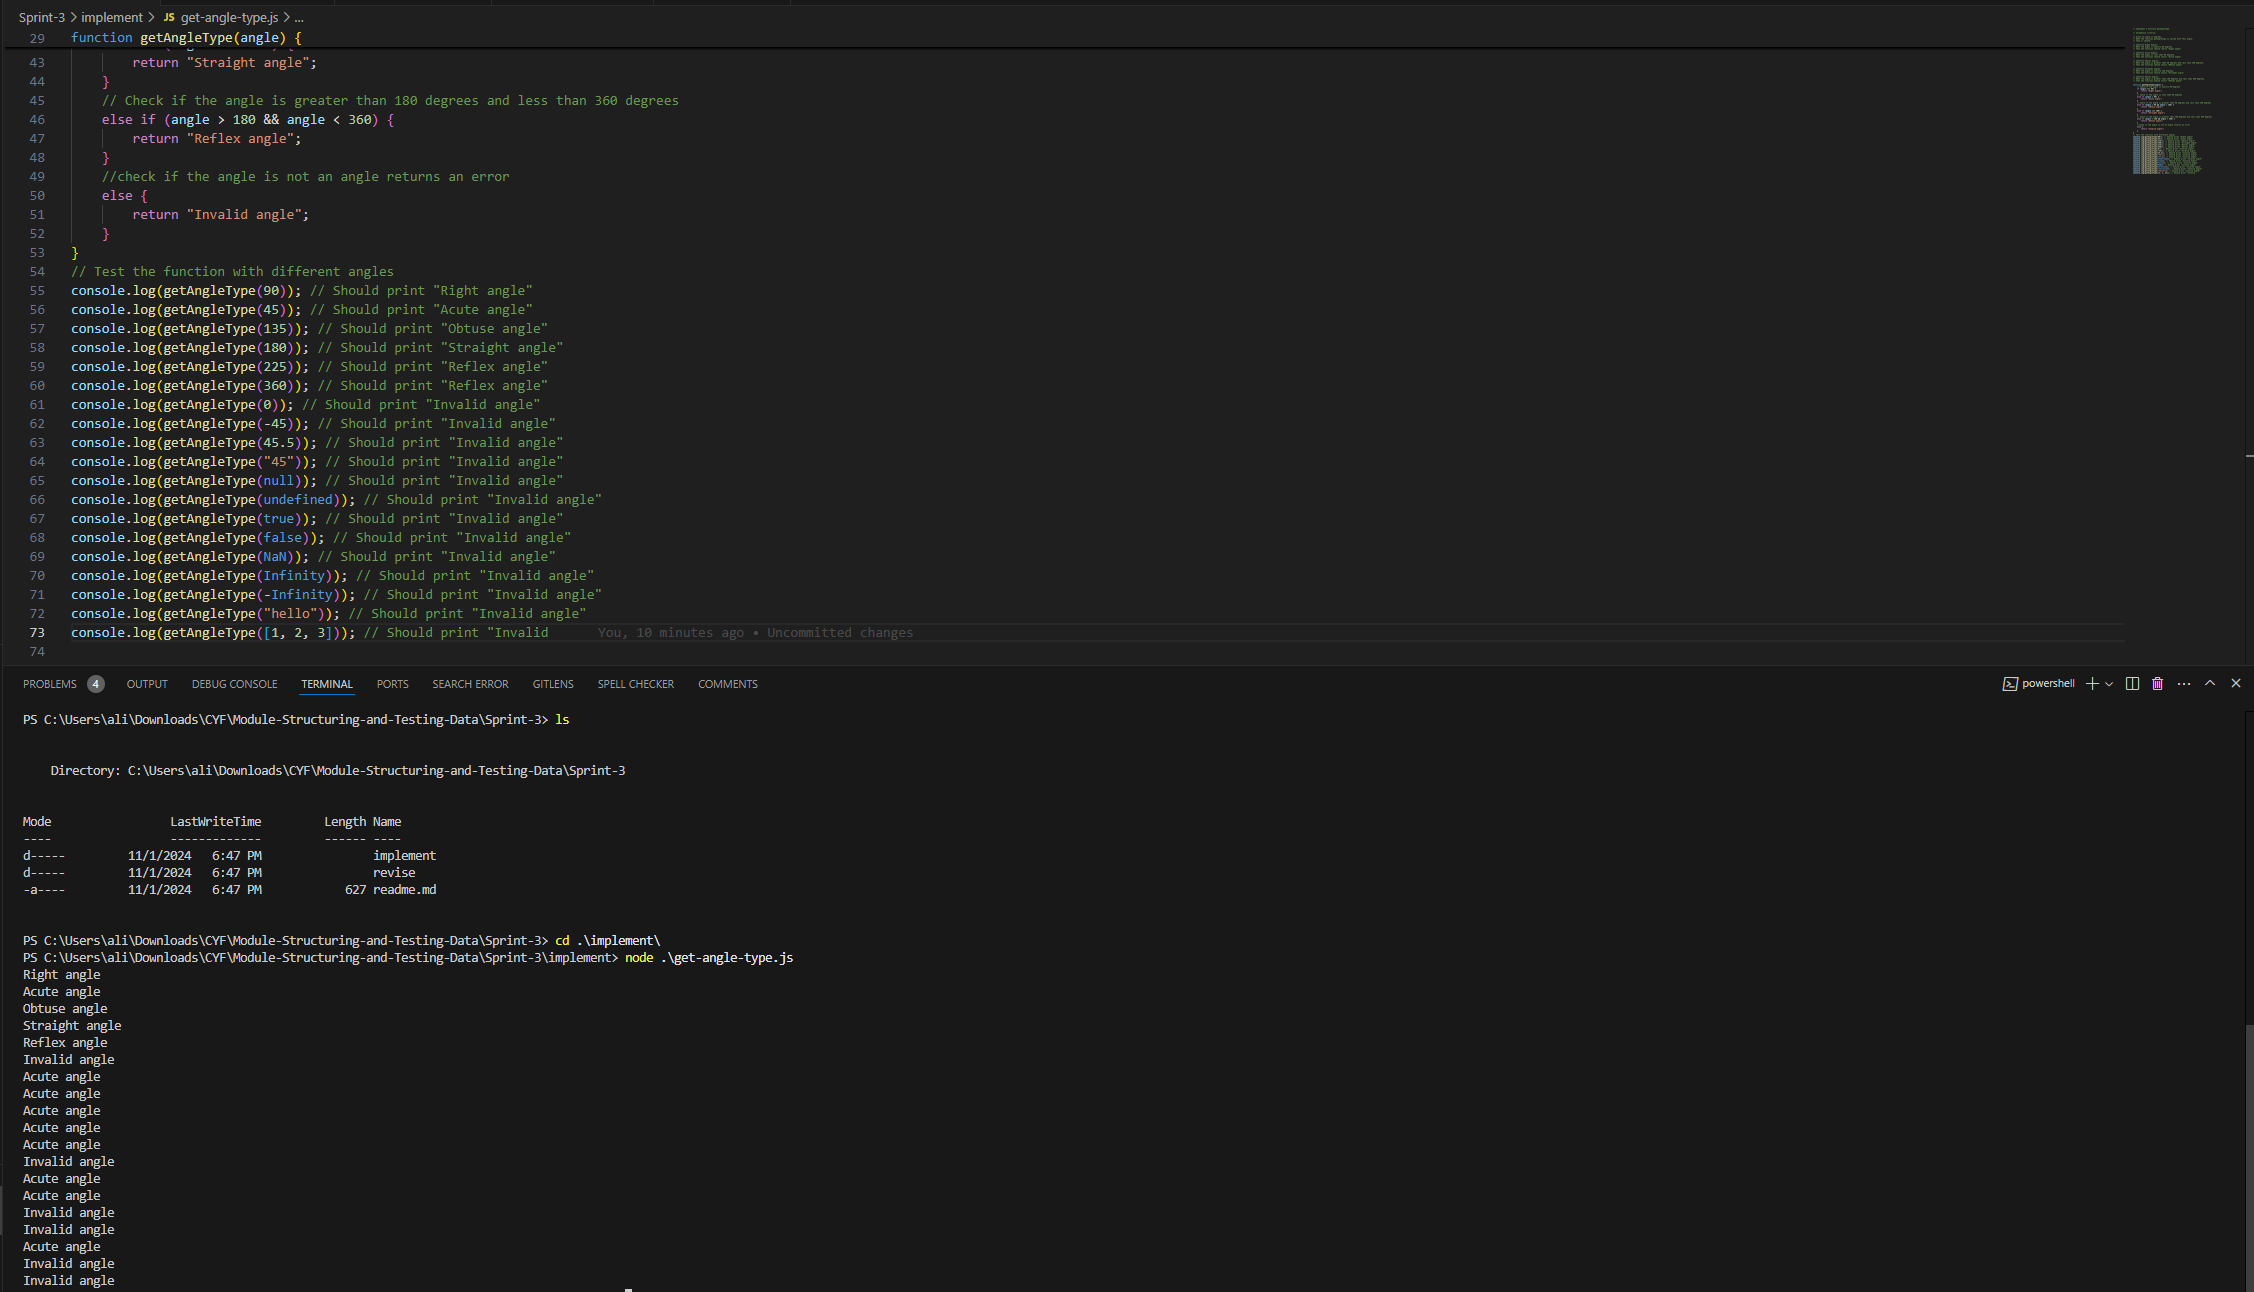 Sprint-3 > implement > JS get-angle-type.js > ...
29 function getAngleType(angle) {
43 return "Straight angle";
44 }
45 // Check if the angle is greater than 180 degrees and less than 360 degrees
46 else if (angle > 180 && angle < 360) {
47 return "Reflex angle";
48 }
49 //check if the angle is not an angle returns an error
50 else {
51 return "Invalid angle";
52 }
53 }
54 // Test the function with different angles
55 console.log(getAngleType(90)); // Should print "Right angle"
56 console.log(getAngleType(45)); // Should print "Acute angle"
57 console.log(getAngleType(135)); // Should print "Obtuse angle"
58 console.log(getAngleType(180)); // Should print "Straight angle"
59 console.log(getAngleType(225)); // Should print "Reflex angle"
60 console.log(getAngleType(360)); // Should print "Reflex angle"
61 console.log(getAngleType(0)); // Should print "Invalid angle"
62 console.log(getAngleType(-45)); // Should print "Invalid angle"
63 console.log(getAngleType(45.5)); // Should print "Invalid angle"
64 console.log(getAngleType("45")); // Should print "Invalid angle"
65 console.log(getAngleType(null)); // Should print "Invalid angle"
66 console.log(getAngleType(undefined)); // Should print "Invalid angle"
67 console.log(getAngleType(true)); // Should print "Invalid angle"
68 console.log(getAngleType(false)); // Should print "Invalid angle"
69 console.log(getAngleType(NaN)); // Should print "Invalid angle"
70 console.log(getAngleType(Infinity)); // Should print "Invalid angle"
71 console.log(getAngleType(-Infinity)); // Should print "Invalid angle"
72 console.log(getAngleType("hello")); // Should print "Invalid angle"
73 console.log(getAngleType([1, 2, 3])); // Should print "Invalid You, 10 minutes ago • Uncommitted changes
74
PROBLEMS 4 OUTPUT DEBUG CONSOLE TERMINAL PORTS SEARCH ERROR GITLENS SPELL CHECKER COMMENTS powershell
PS C:\Users\ali\Downloads\CYF\Module-Structuring-and-Testing-Data\Sprint-3> ls
Directory: C:\Users\ali\Downloads\CYF\Module-Structuring-and-Testing-Data\Sprint-3
Mode LastWriteTime Length Name
---- ------------- ------ ----
d----- 11/1/2024 6:47 PM implement
d----- 11/1/2024 6:47 PM revise
-a---- 11/1/2024 6:47 PM 627 readme.md
PS C:\Users\ali\Downloads\CYF\Module-Structuring-and-Testing-Data\Sprint-3> cd .\implement\
PS C:\Users\ali\Downloads\CYF\Module-Structuring-and-Testing-Data\Sprint-3\implement> node .\get-angle-type.js
Right angle
Acute angle
Obtuse angle
Straight angle
Reflex angle
Invalid angle
Acute angle
Acute angle
Acute angle
Acute angle
Acute angle
Invalid angle
Acute angle
Acute angle
Invalid angle
Invalid angle
Acute angle
Invalid angle
Invalid angle